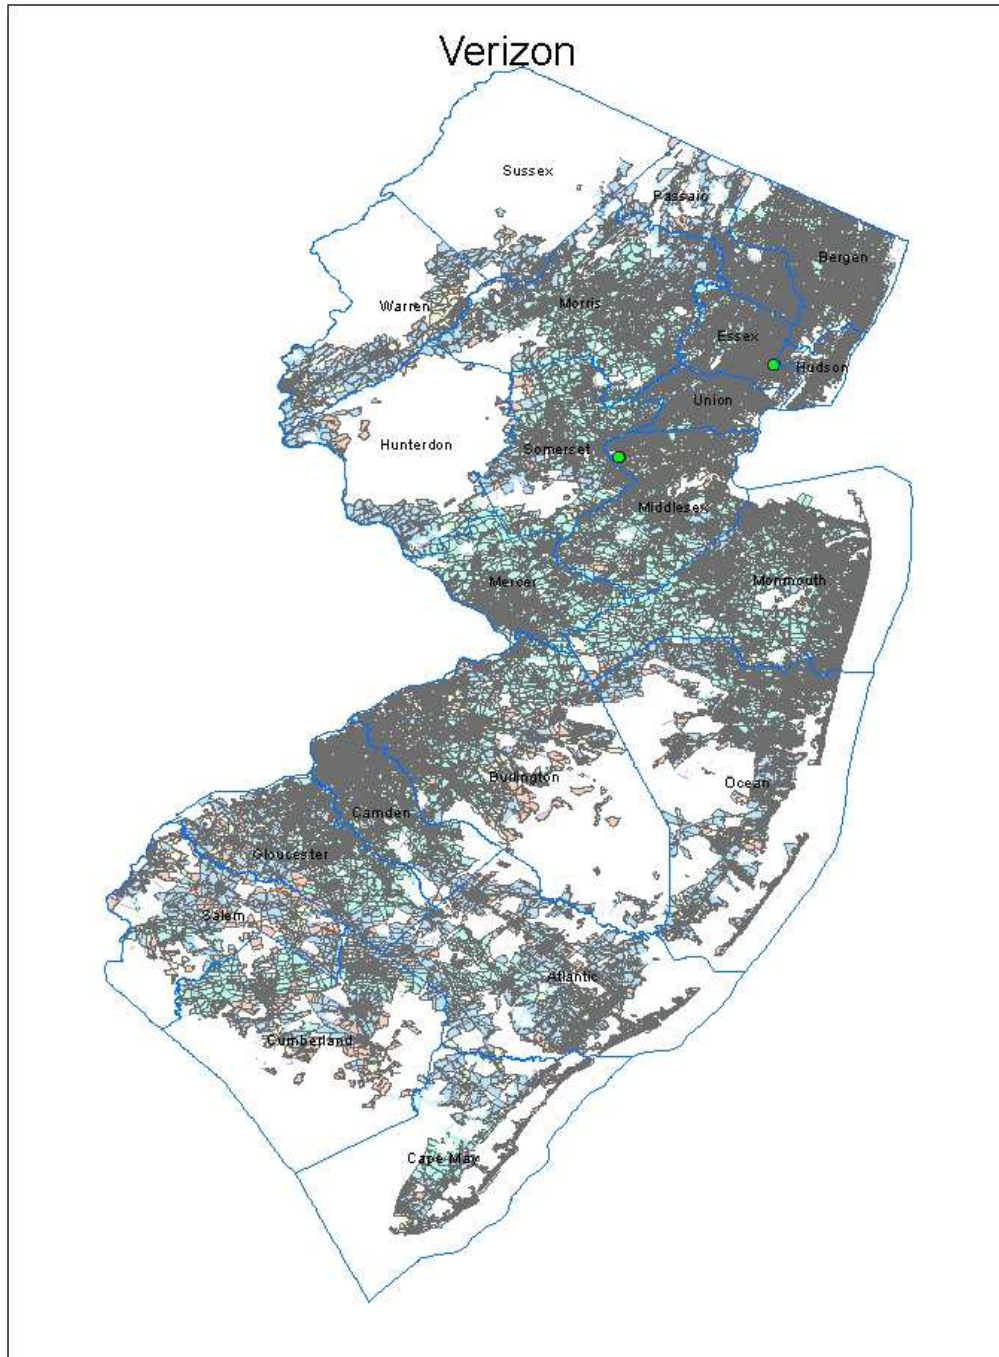 Verizon
Sussex
Passaic
Bergen
Warren
Morris
Essex
Hudson
Union
Hunterdon
Somerset
Middlesex
Mercer
Monmouth
Burlington
Ocean
Camden
Gloucester
Salem
Atlantic
Cumberland
Cape May